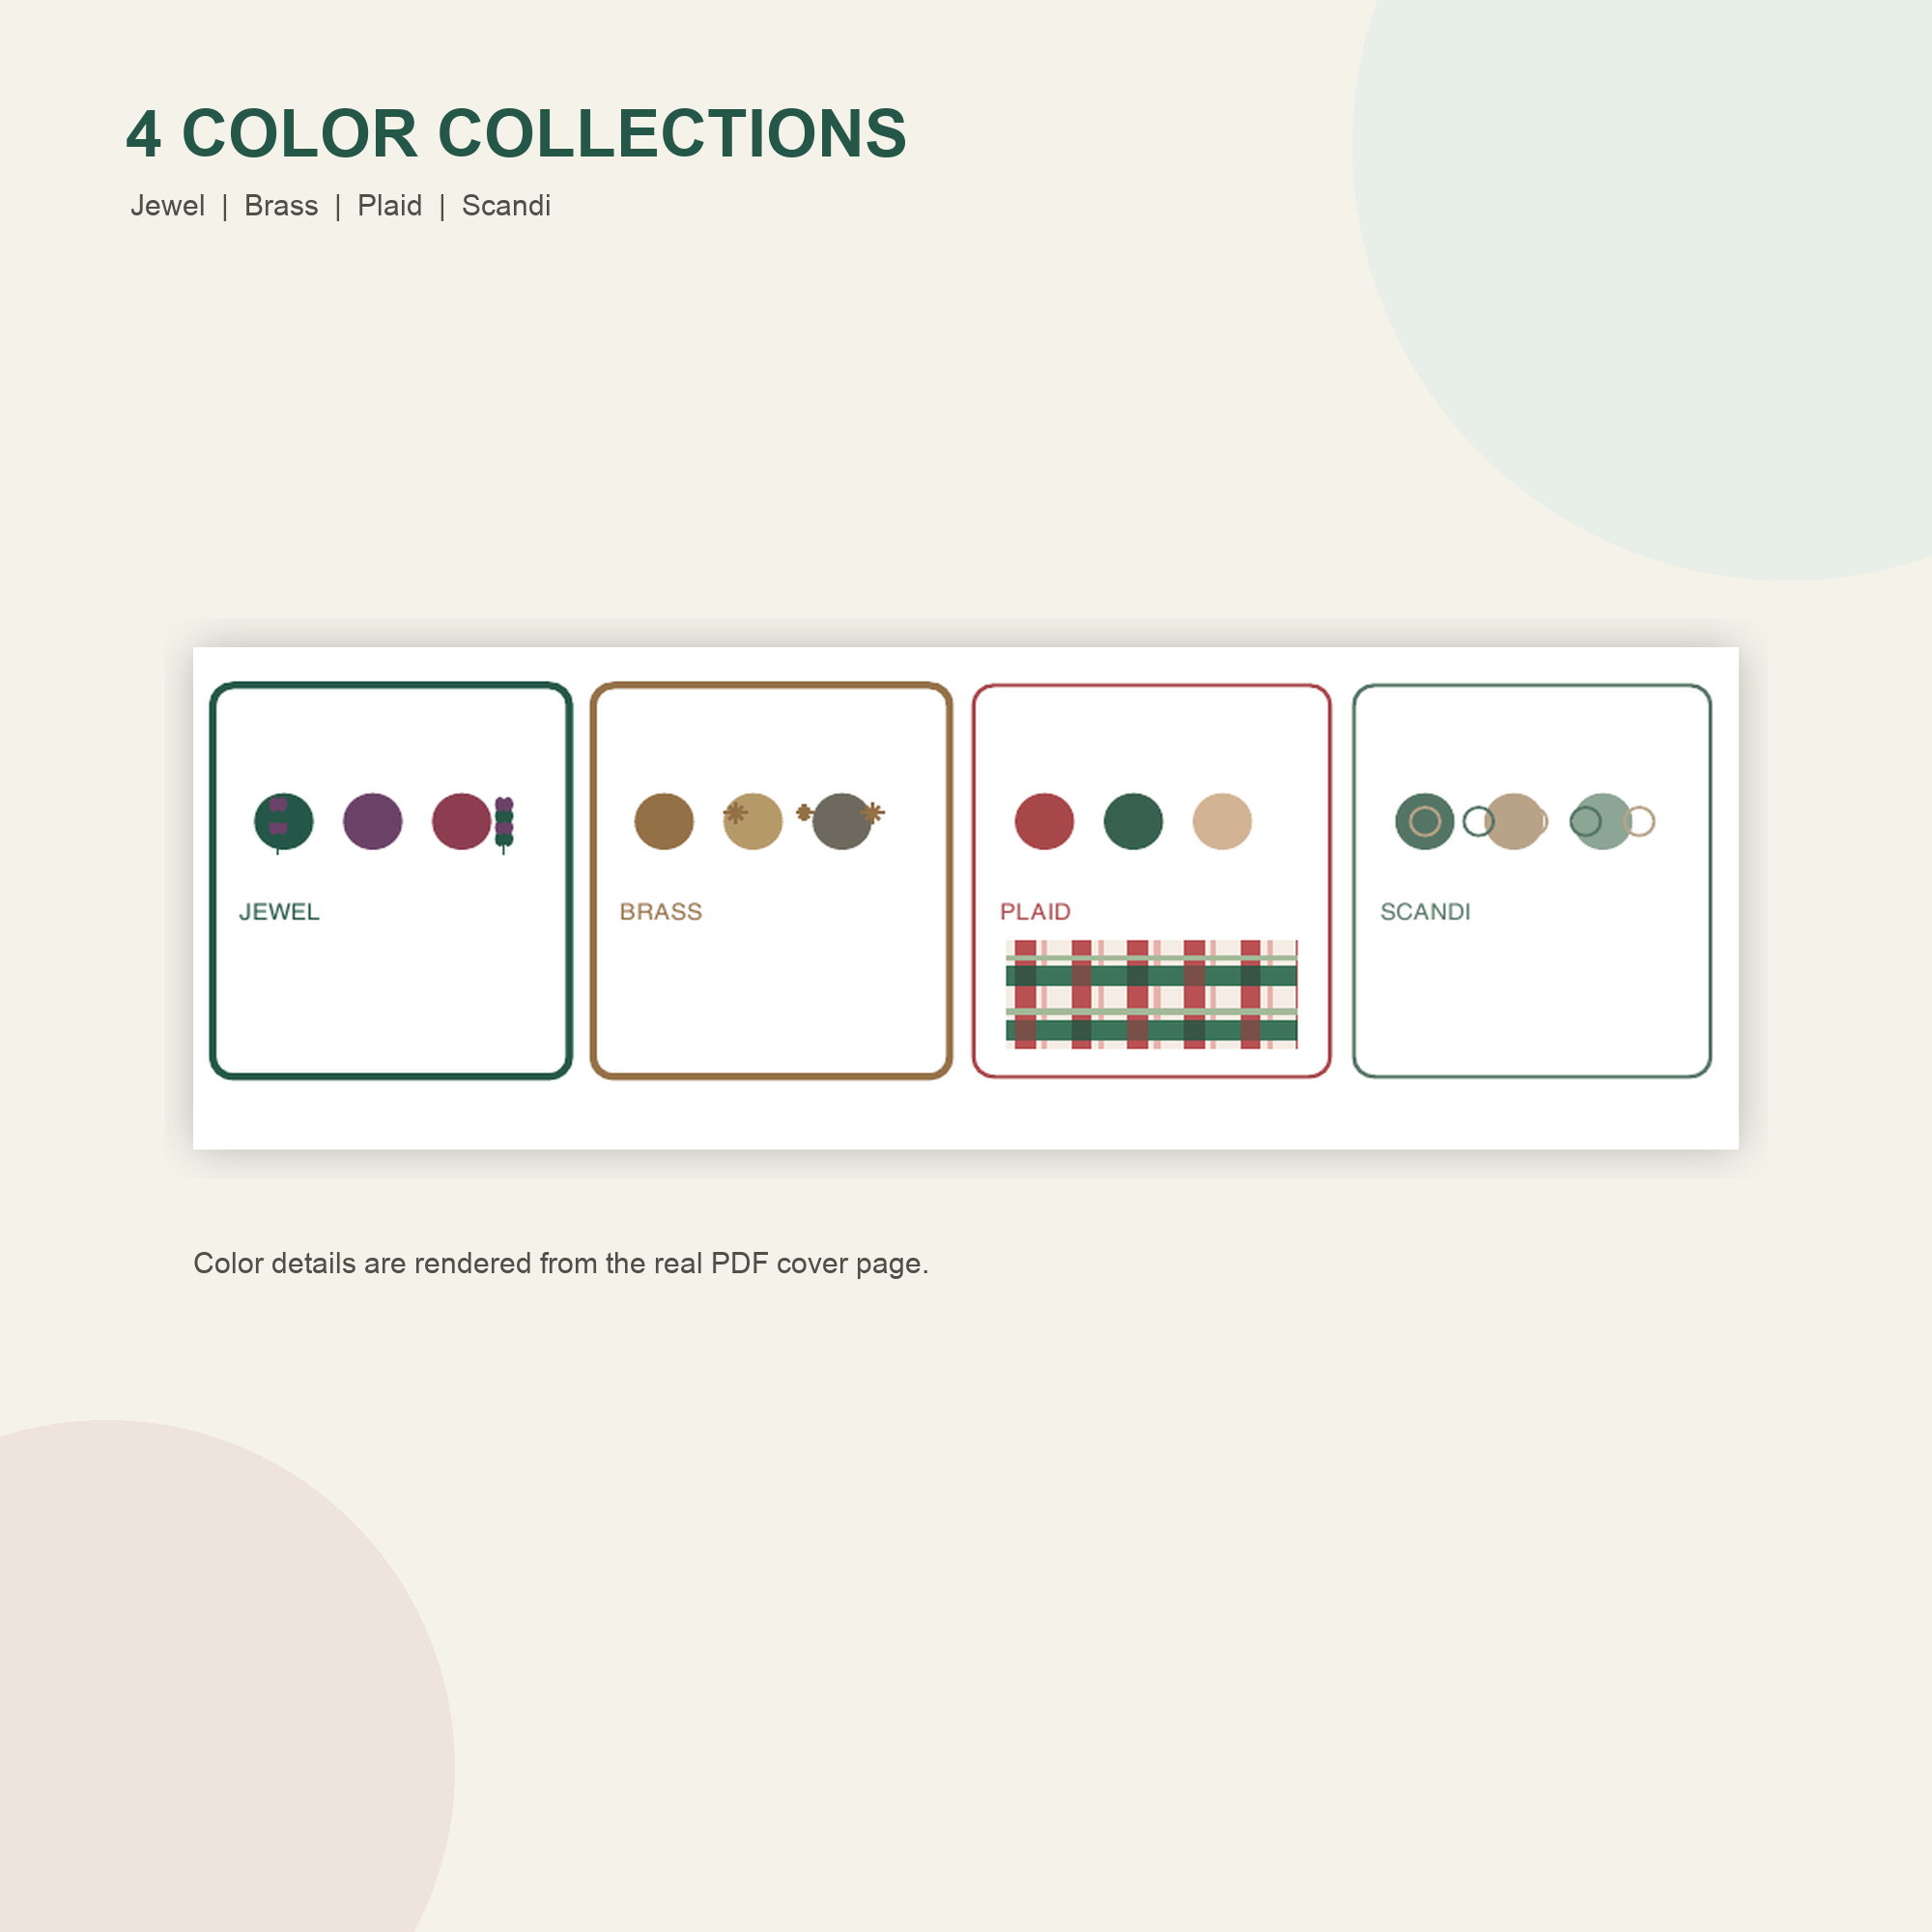 4 COLOR COLLECTIONS
Jewel | Brass | Plaid | Scandi
JEWEL
BRASS
PLAID
SCANDI
Color details are rendered from the real PDF cover page.